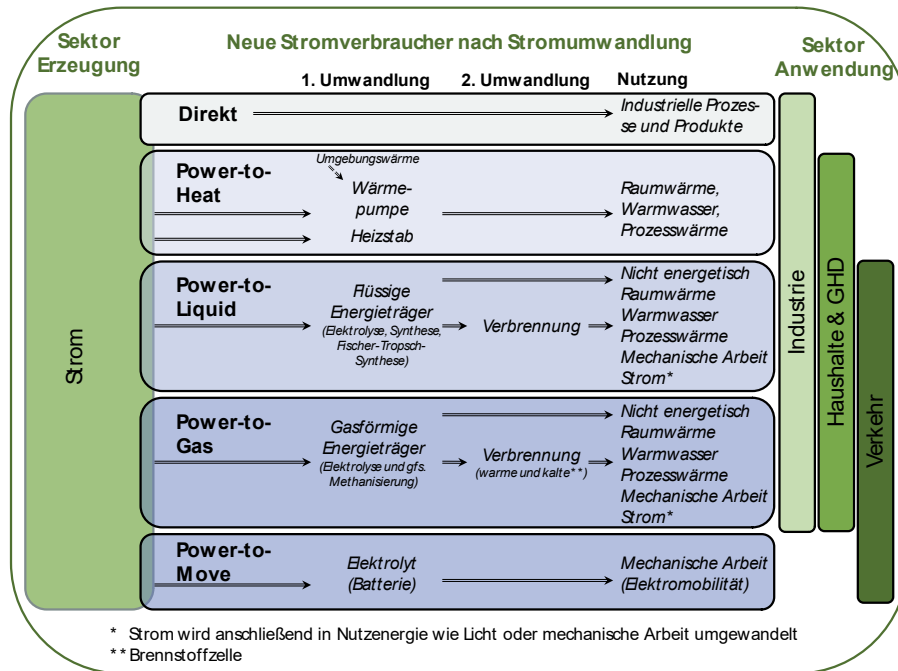 Sektor
Erzeugung
Neue Stromverbraucher nach Stromumwandlung
Sektor
Anwendung
1. Umwandlung 2. Umwandlung Nutzung
Strom
Direkt
Industrielle Prozes-
se und Produkte
Power-to-
Heat
Umgebungswärme
Wärme-
pumpe
Heizstab
Raumwärme,
Warmwasser,
Prozesswärme
Power-to-
Liquid
Flüssige
Energieträger
(Elektrolyse, Synthese,
Fischer-Tropsch-
Synthese)
Verbrennung
Nicht energetisch
Raumwärme
Warmwasser
Prozesswärme
Mechanische Arbeit
Strom*
Power-to-
Gas
Gasförmige
Energieträger
(Elektrolyse und gfs.
Methanisierung)
Verbrennung
(warme und kalte**)
Nicht energetisch
Raumwärme
Warmwasser
Prozesswärme
Mechanische Arbeit
Strom*
Power-to-
Move
Elektrolyt
(Batterie)
Mechanische Arbeit
(Elektromobilität)
Industrie
Haushalte & GHD
Verkehr
* Strom wird anschließend in Nutzenergie wie Licht oder mechanische Arbeit umgewandelt
** Brennstoffzelle